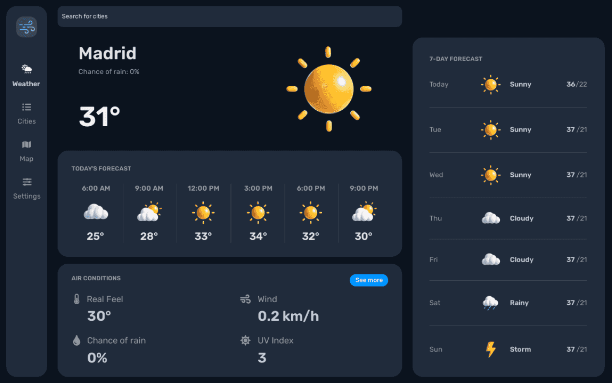 Search for cities
Weather
Cities
Map
Settings
Madrid
Chance of rain: 0%
31°
TODAY'S FORECAST
6:00 AM 9:00 AM 12:00 PM 3:00 PM 6:00 PM 9:00 PM
25° 28° 33° 34° 32° 30°
AIR CONDITIONS
See more
Real Feel
30°
Wind
0.2 km/h
Chance of rain
0%
UV Index
3
7-DAY FORECAST
Today Sunny 36/22
Tue Sunny 37/21
Wed Sunny 37/21
Thu Cloudy 37/21
Fri Cloudy 37/21
Sat Rainy 37/21
Sun Storm 37/21